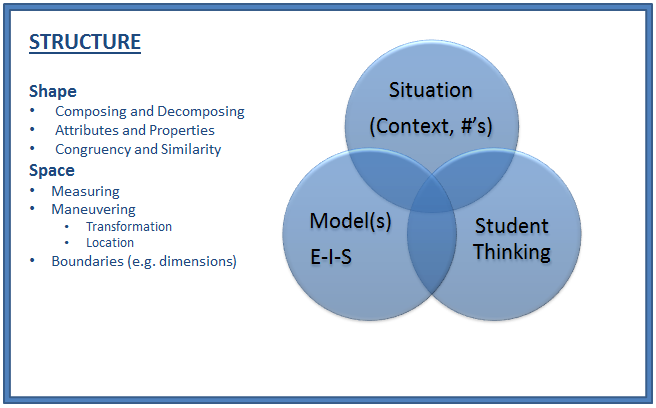 STRUCTURE
Shape
• Composing and Decomposing
• Attributes and Properties
• Congruency and Similarity
Space
• Measuring
• Maneuvering
• Transformation
• Location
• Boundaries (e.g. dimensions)
Situation
(Context, #'s)
Model(s)
E-I-S
Student
Thinking